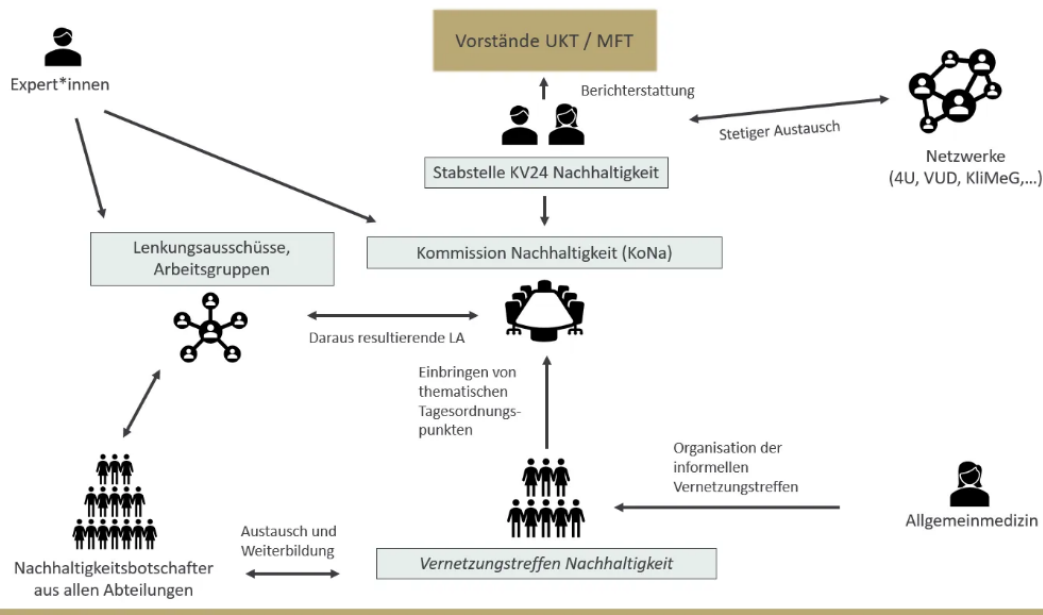 Vorstände UKT / MFT
Expert*innen
Berichterstattung
Stetiger Austausch
Netzwerke
(4U, VUD, KliMeG,...)
Stabstelle KV24 Nachhaltigkeit
Lenkungsausschüsse,
Arbeitsgruppen
Kommission Nachhaltigkeit (KoNa)
Daraus resultierende LA
Einbringen von
thematischen
Tagesordnungs-
punkten
Organisation der
informellen
Vernetzungstreffen
Allgemeinmedizin
Austausch und
Weiterbildung
Vernetzungstreffen Nachhaltigkeit
Nachhaltigkeitsbotschafter
aus allen Abteilungen